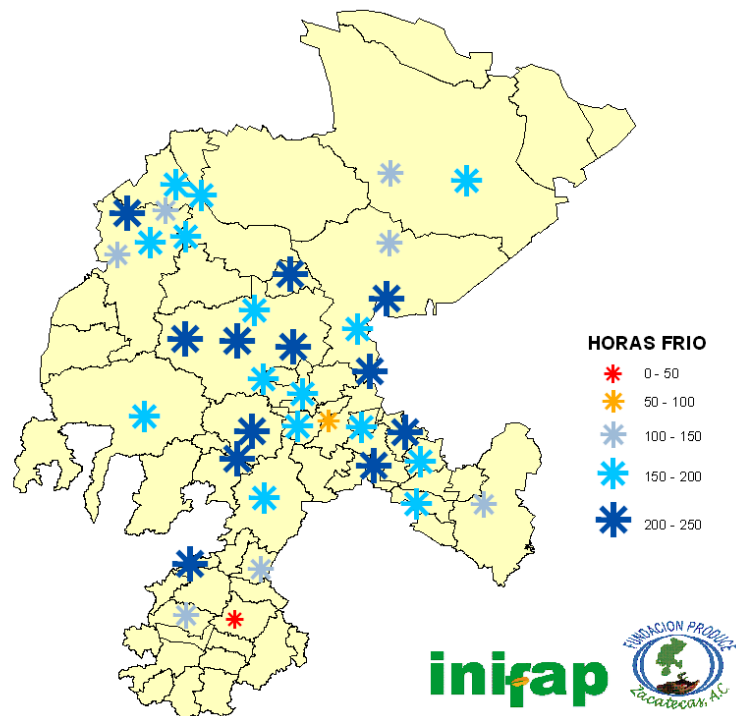 HORAS FRIO
0 - 50
50 - 100
100 - 150
150 - 200
200 - 250
inifap
FUNDACION PRODUCE
Zacatecas, A.C.